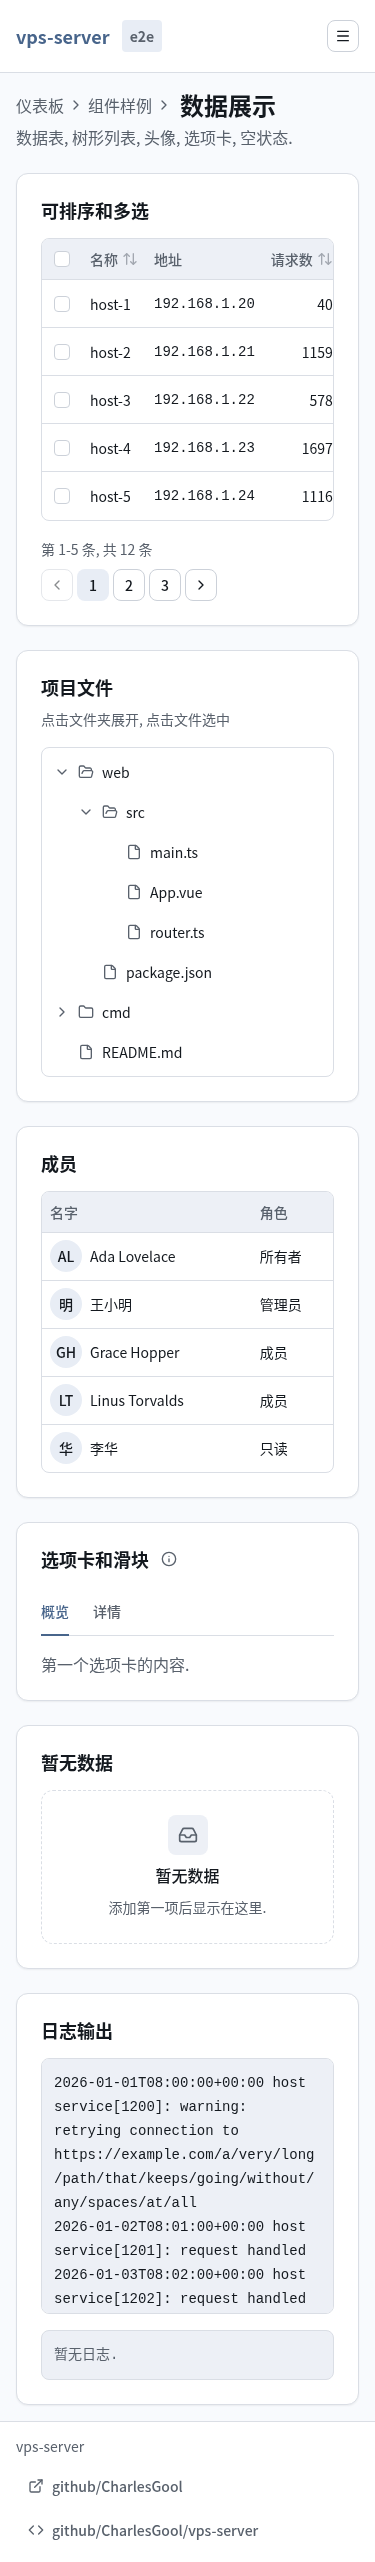 vps-server e2e
仪表板 > 组件样例 > 数据展示
数据表, 树形列表, 头像, 选项卡, 空状态.
可排序和多选
名称 地址 请求数
host-1 192.168.1.20 40
host-2 192.168.1.21 1159
host-3 192.168.1.22 578
host-4 192.168.1.23 1697
host-5 192.168.1.24 1116
第 1-5 条, 共 12 条
1 2 3
项目文件
点击文件夹展开, 点击文件选中
web
src
main.ts
App.vue
router.ts
package.json
cmd
README.md
成员
名字 角色
AL Ada Lovelace 所有者
明 王小明 管理员
GH Grace Hopper 成员
LT Linus Torvalds 成员
华 李华 只读
选项卡和滑块
概览 详情
第一个选项卡的内容.
暂无数据
暂无数据
添加第一项后显示在这里.
日志输出
2026-01-01T08:00:00+00:00 host
service[1200]: warning:
retrying connection to
https://example.com/a/very/long
/path/that/keeps/going/without/
any/spaces/at/all
2026-01-02T08:01:00+00:00 host
service[1201]: request handled
2026-01-03T08:02:00+00:00 host
service[1202]: request handled
暂无日志.
vps-server
github/CharlesGool
github/CharlesGool/vps-server